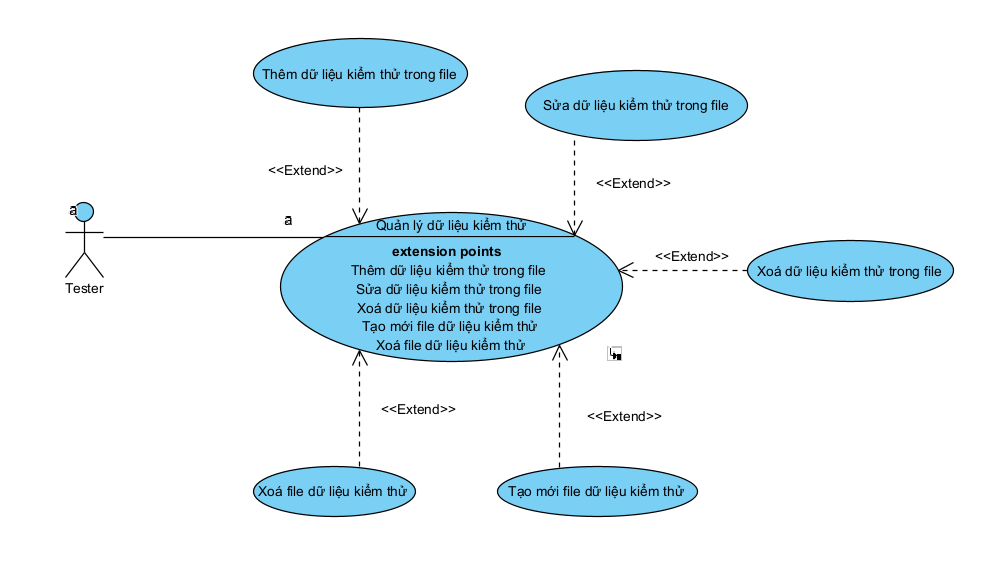 Thêm dữ liệu kiểm thử trong file
Sửa dữ liệu kiểm thử trong file
<<Extend>>
<<Extend>>
a
a
Tester
Quản lý dữ liệu kiểm thử
extension points
Thêm dữ liệu kiểm thử trong file
Sửa dữ liệu kiểm thử trong file
Xoá dữ liệu kiểm thử trong file
Tạo mới file dữ liệu kiểm thử
Xoá file dữ liệu kiểm thử
<<Extend>>
Xoá dữ liệu kiểm thử trong file
<<Extend>>
<<Extend>>
Xoá file dữ liệu kiểm thử
Tạo mới file dữ liệu kiểm thử